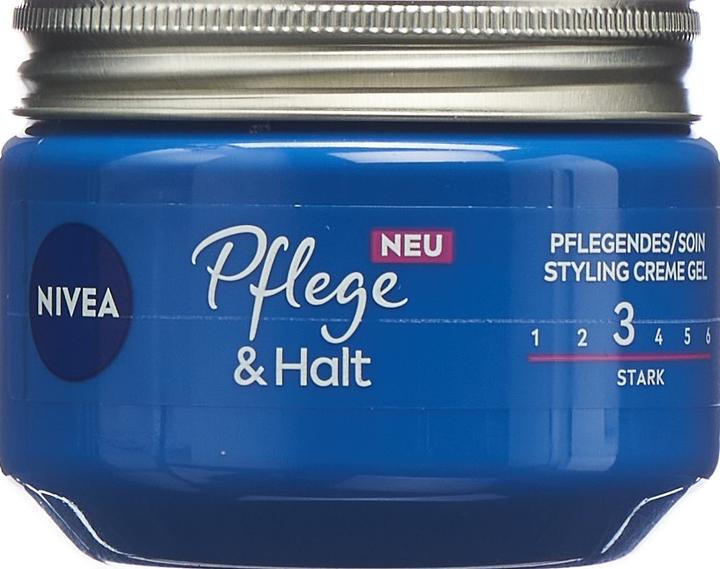 NIVEA
Pflege
NEU
& Halt
PFLEGENDES/SOIN
STYLING CREME GEL
1 2 3 4 5 6
STARK